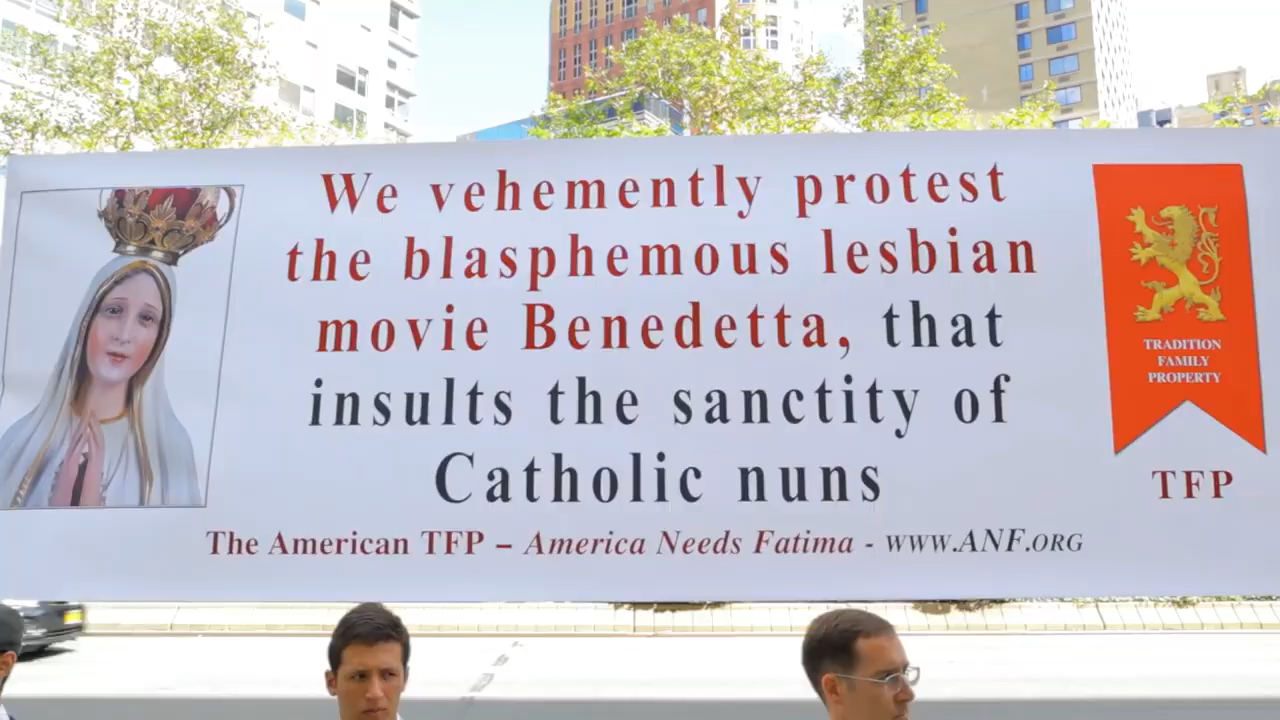 We vehemently protest
the blasphemous lesbian
movie Benedetta, that
insults the sanctity of
Catholic nuns
The American TFP – America Needs Fatima - WWW.ANF.ORG
TRADITION
FAMILY
PROPERTY
TFP